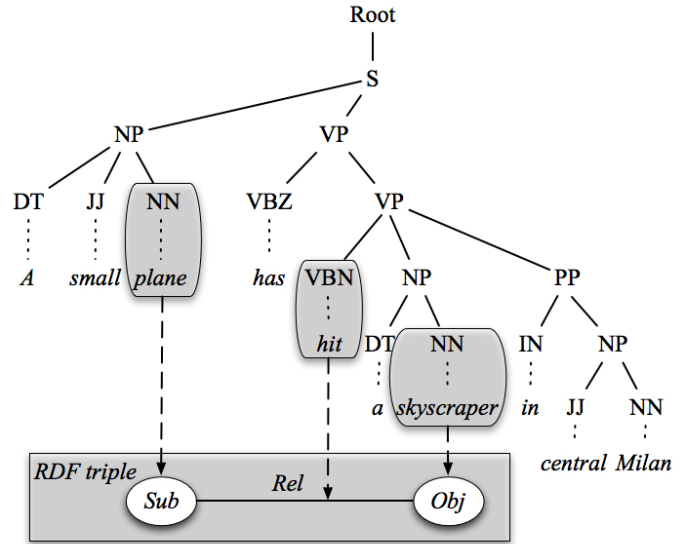 Root
S
NP VP
DT JJ NN VBZ VP
A small plane has VBN NP PP
hit DT NN IN NP
a skyscraper in JJ NN
central Milan
RDF triple
Sub Rel Obj